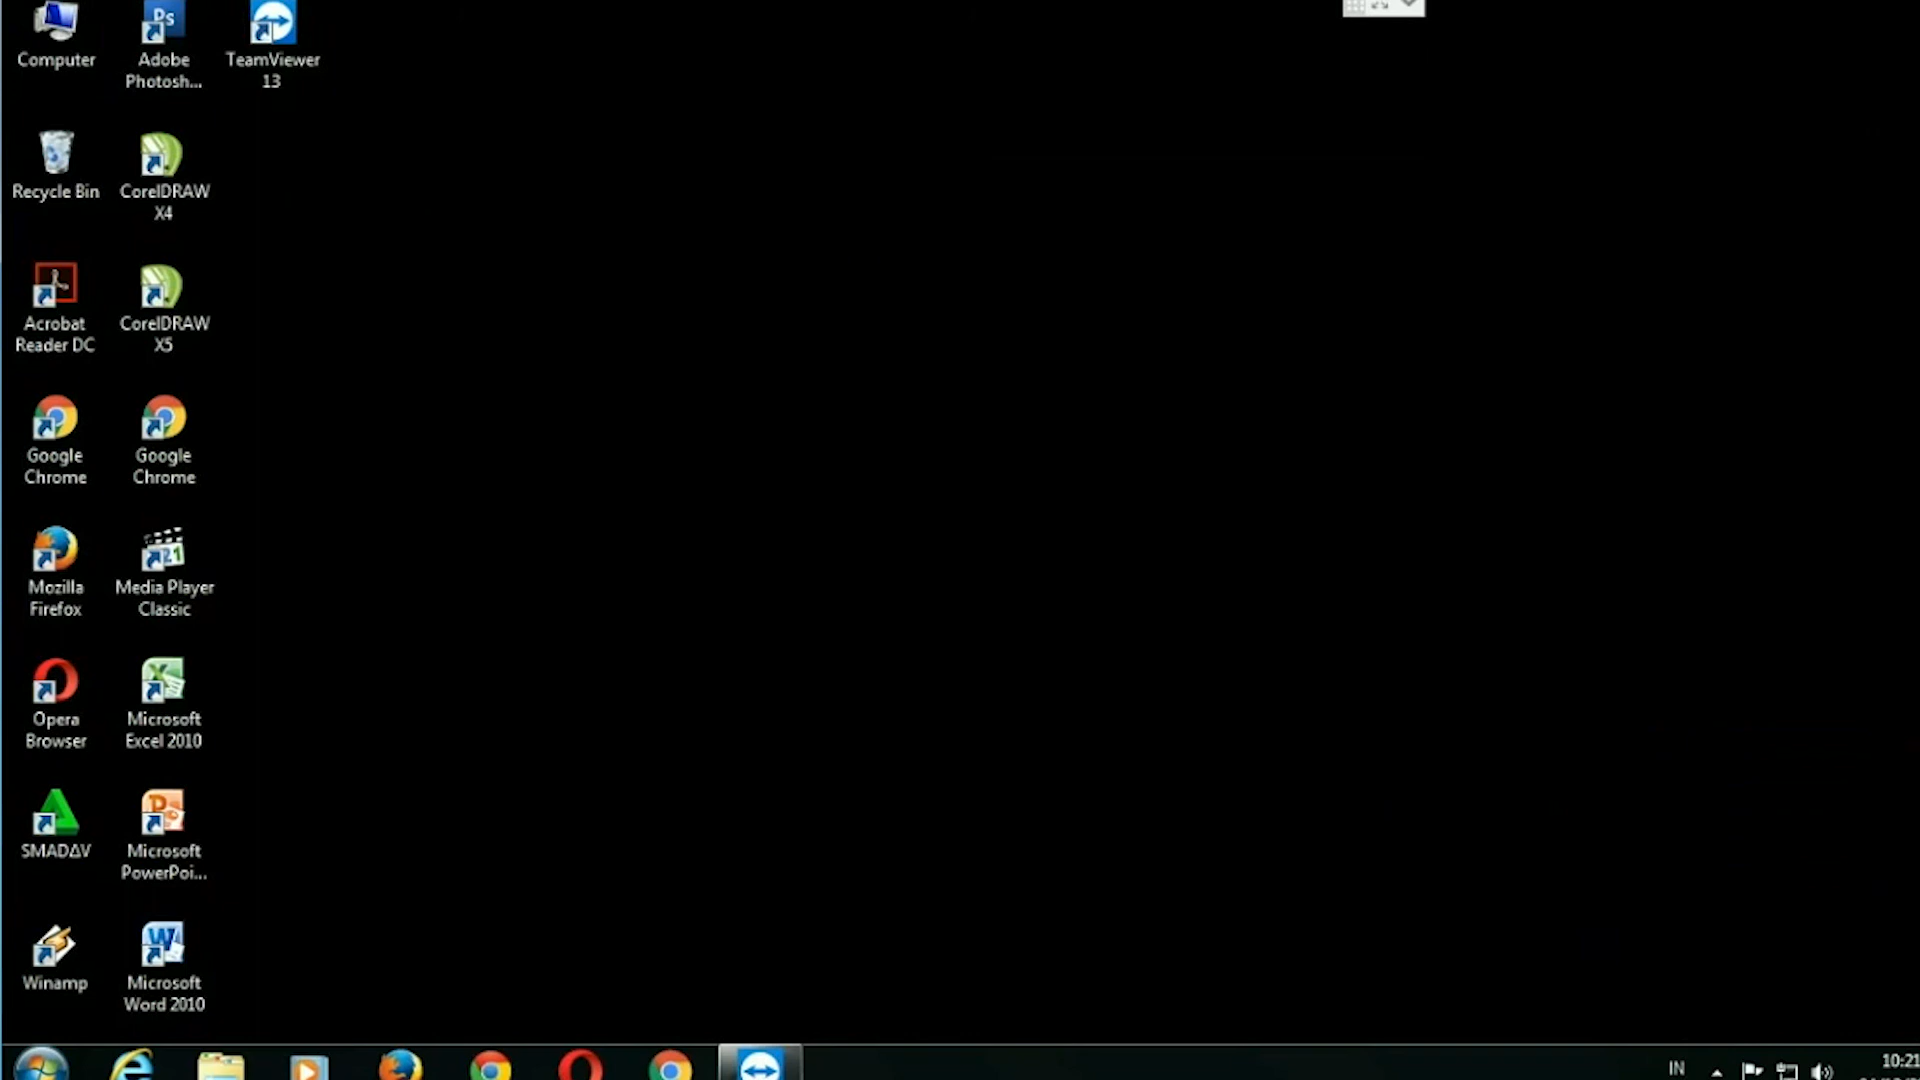 Computer
Adobe
Photosh...
TeamViewer
13
Recycle Bin
CorelDRAW
X4
Acrobat
Reader DC
CorelDRAW
X5
Google
Chrome
Google
Chrome
Mozilla
Firefox
Media Player
Classic
Opera
Browser
Microsoft
Excel 2010
SMADΔV
Microsoft
PowerPoi...
Winamp
Microsoft
Word 2010
IN
10:21